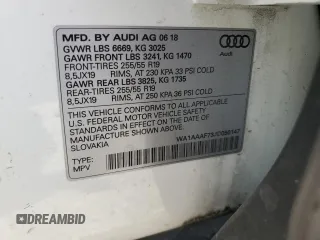 MFD. BY AUDI AG 06 18
GVWR LBS 6669, KG 3025
GAWR FRONT LBS 3241, KG 1470
FRONT-TIRES 255/55 R19
8,5JX19 RIMS, AT 230 KPA 33 PSI COLD
GAWR REAR LBS 3825, KG 1735
REAR-TIRES 255/55 R19
8,5JX19 RIMS, AT 250 KPA 36 PSI COLD
Audi
THIS VEHICLE CONFORMS TO ALL APPLICABLE
FEDERAL MOTOR VEHICLE SAFETY
STANDARDS IN EFFECT ON THE DATE
OF MANUFACTURE SHOWN ABOVE.
SLOVAKIA
TYPE:
MPV
DREAMBID
dreambid.com